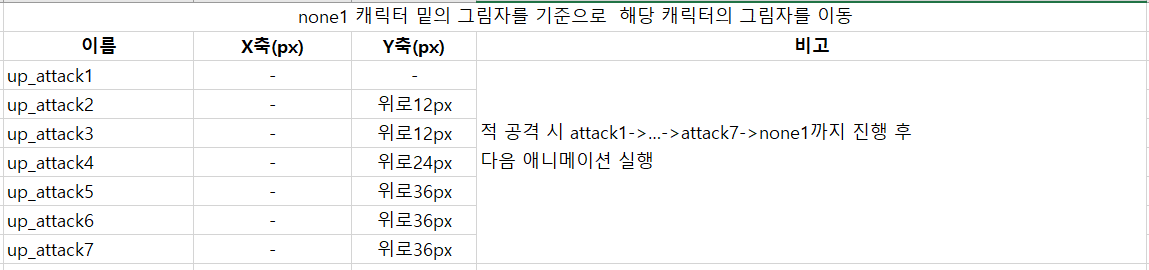 none1 캐릭터 밑의 그림자를 기준으로  해당 캐릭터의 그림자를 이동
이름 X축(px) Y축(px) 비고
up_attack1 - -
up_attack2 - 위로12px
up_attack3 - 위로12px
적 공격 시 attack1->...->attack7->none1까지 진행 후
up_attack4 - 위로24px
다음 애니메이션 실행
up_attack5 - 위로36px
up_attack6 - 위로36px
up_attack7 - 위로36px